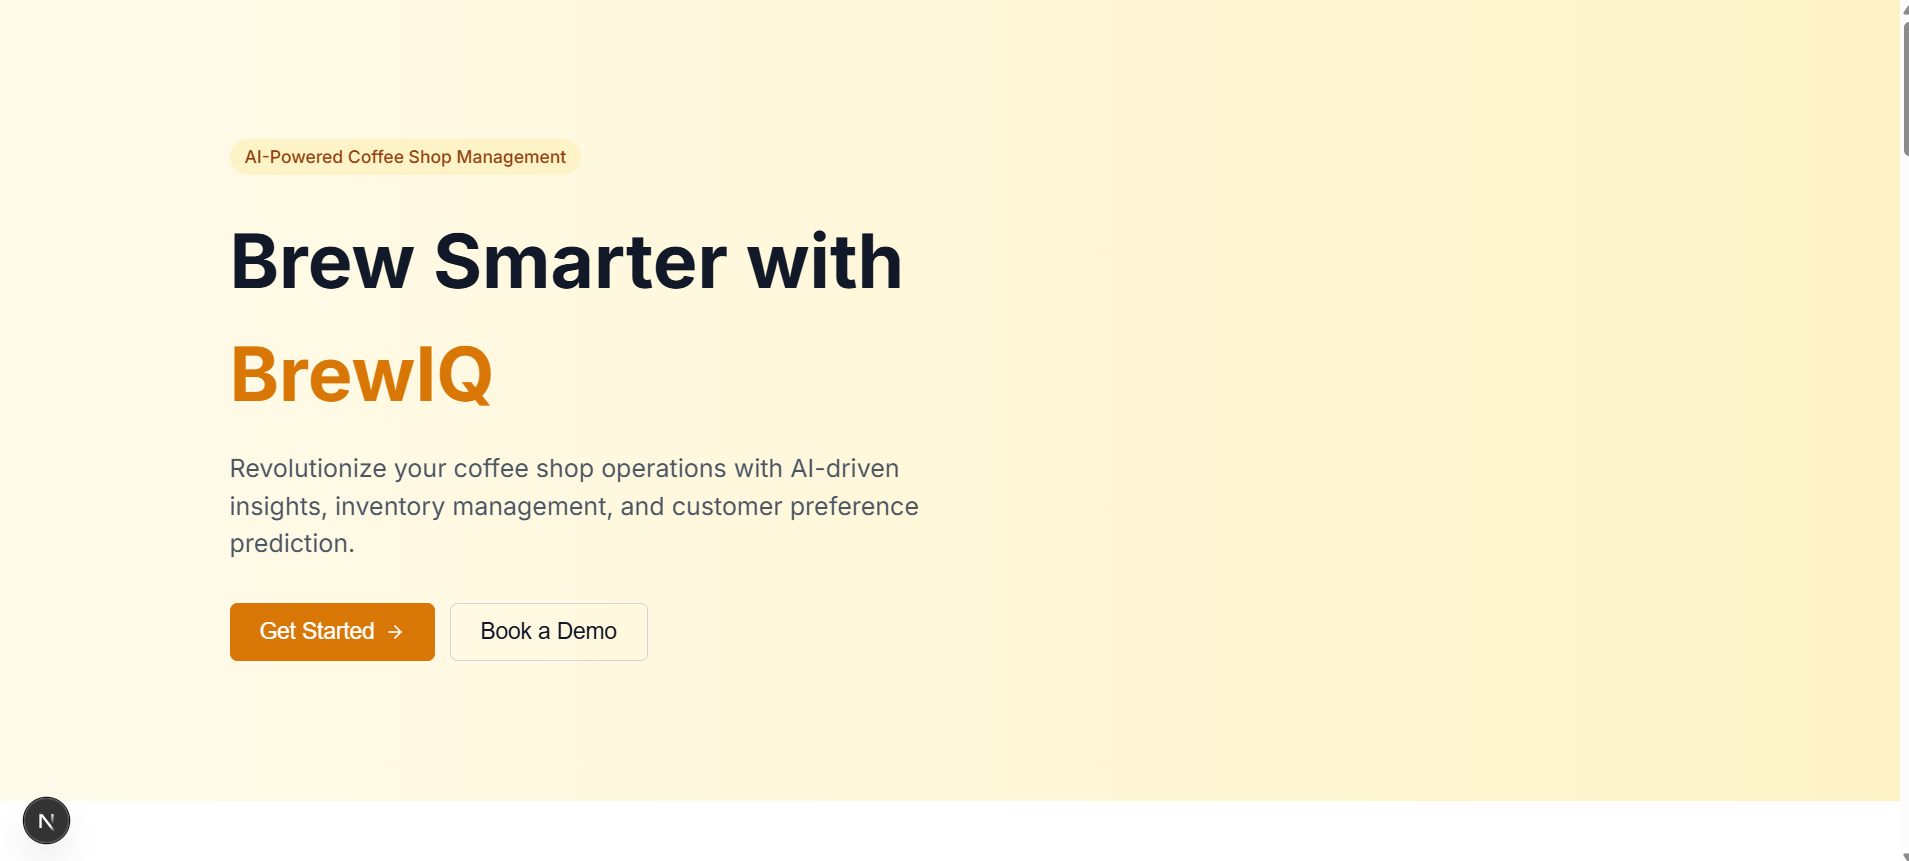 AI-Powered Coffee Shop Management
Brew Smarter with
BrewIQ
Revolutionize your coffee shop operations with AI-driven
insights, inventory management, and customer preference
prediction.
Get Started →
Book a Demo
N